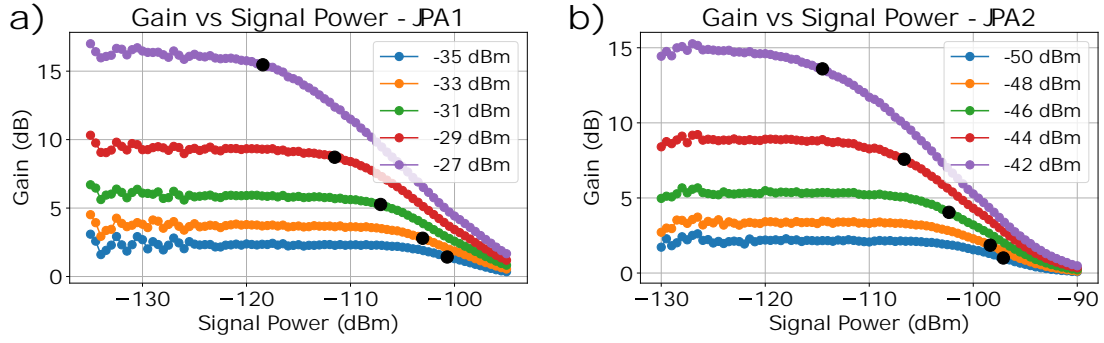 a)
Gain vs Signal Power - JPA1
Gain (dB)
15
10
5
0
−130
−120
−110
−100
Signal Power (dBm)
-35 dBm
-33 dBm
-31 dBm
-29 dBm
-27 dBm
b)
Gain vs Signal Power - JPA2
Gain (dB)
15
10
5
0
−130
−120
−110
−100
−90
Signal Power (dBm)
-50 dBm
-48 dBm
-46 dBm
-44 dBm
-42 dBm